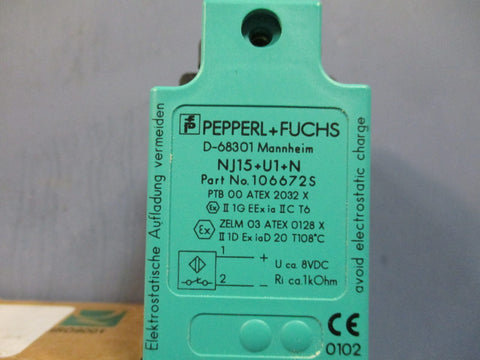 PEPPERL+FUCHS
D-68301 Mannheim
NJ15+U1+N
Part No. 106672S
PTB 00 ATEX 2032 X
Ex II 1G EEx ia IIC T6
Ex ZELM 03 ATEX 0128 X
II 1D Ex iaD 20 T108°C
1 + U ca. 8VDC
2 - Ri ca. 1kOhm
CE
0102
Elektrostatische Aufladung vermeiden
avoid electrostatic charge